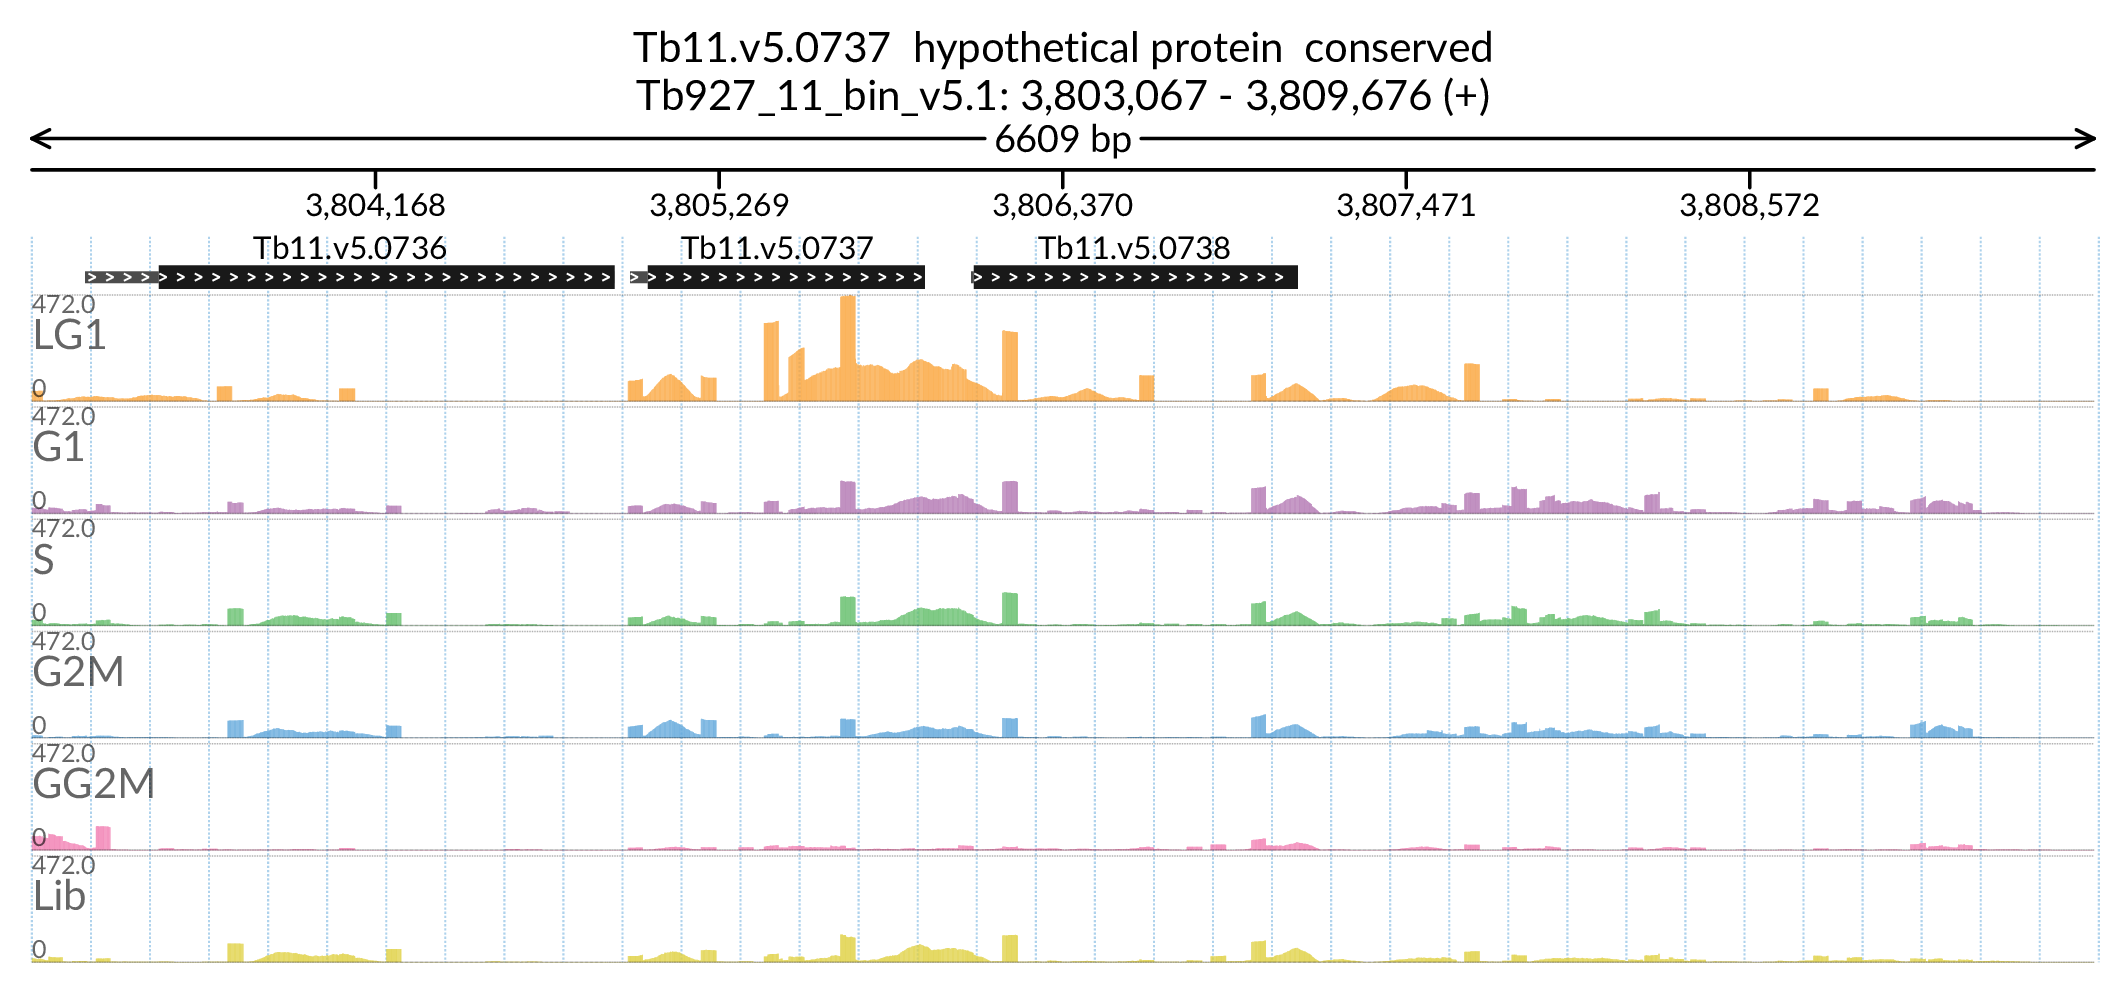 Tb11.v5.0737 hypothetical protein conserved
Tb927_11_bin_v5.1: 3,803,067 - 3,809,676 (+)
6609 bp
3,804,168 3,805,269 3,806,370 3,807,471 3,808,572
Tb11.v5.0736 Tb11.v5.0737 Tb11.v5.0738
472.0
LG1
0
472.0
G1
0
472.0
S
0
472.0
G2M
0
472.0
GG2M
0
472.0
Lib
0